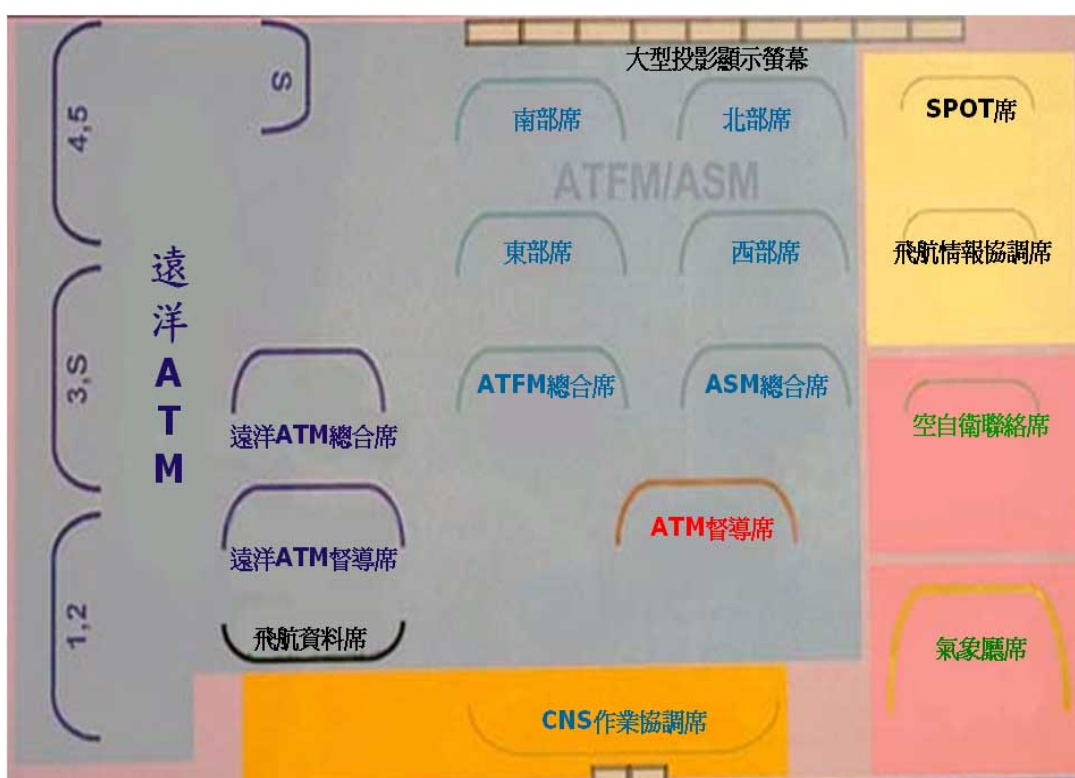 大型投影顯示螢幕
S
4,5
南部席
北部席
SPOT席
ATFM/ASM
東部席
西部席
飛航情報協調席
遠洋ATM
3,S
ATFM總合席
ASM總合席
遠洋ATM總合席
空自衛聯絡席
ATM督導席
遠洋ATM督導席
1,2
飛航資料席
氣象廳席
CNS作業協調席